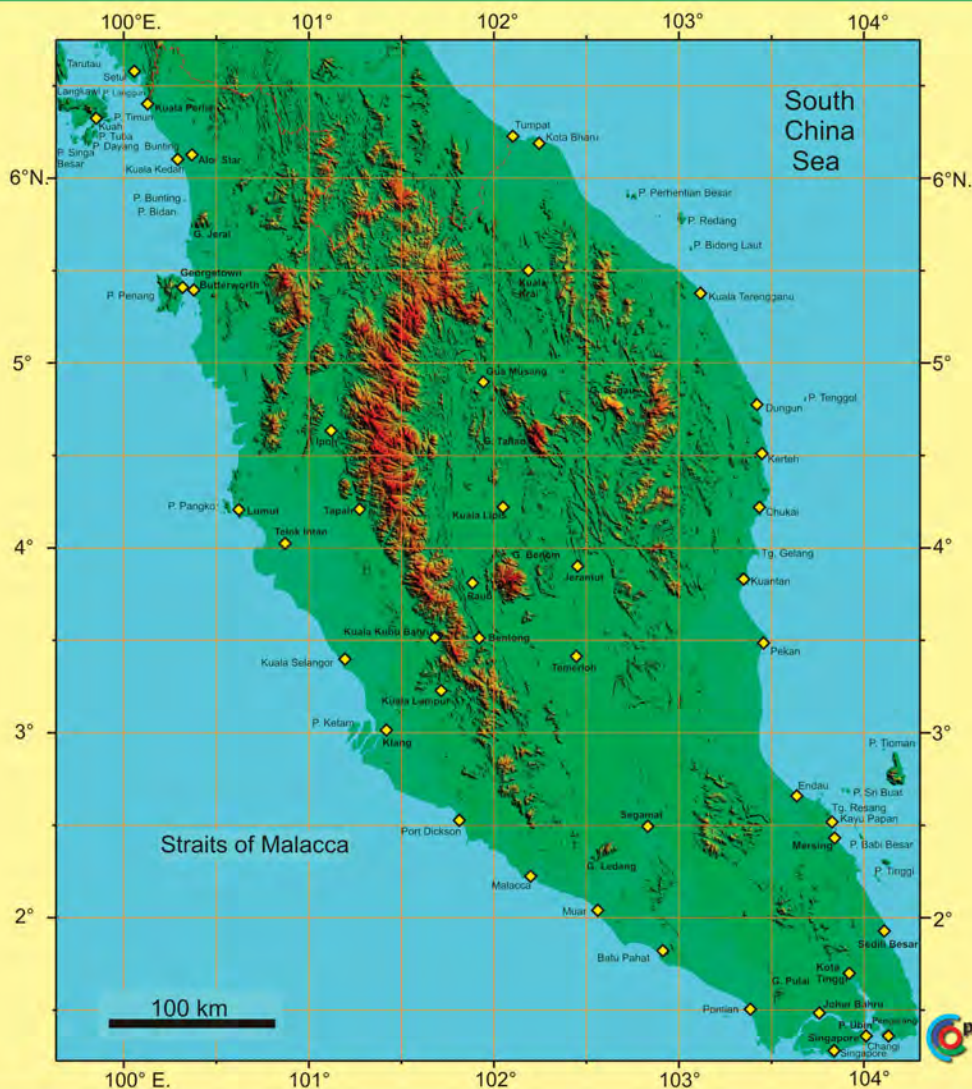 100°E.
101°
102°
103°
104°
Tarutau
Setul
Langkawi
P. Langgun
Kuala Perlis
P. Timun
Kuah
P. Tuba
P. Dayang Bunting
P. Singa
Besar
Alor Star
Kuala Kedah
Tumpat
Kota Bharu
South
China
Sea
6°N.
6°N.
P. Perhentian Besar
P. Bunting
P. Bidan
P. Redang
G. Jerai
P. Bidong Laut
Georgetown
Butterworth
P. Penang
Kuala
Krai
Kuala Terengganu
5°
5°
Gua Musang
P. Tenggol
Dungun
Ipoh
G. Tahan
Kerteh
P. Pangkor
Lumut
Tapah
Kuala Lipis
Chukai
Telok Intan
4°
4°
G. Benom
Tg. Gelang
Jerantut
Raub
Kuantan
Kuala Kubu Bahru
Bentong
Pekan
Kuala Selangor
Temerloh
Kuala Lumpur
3°
3°
P. Ketam
Klang
P. Tioman
Endau
P. Sri Buat
Tg. Resang
Kayu Papan
Port Dickson
Segamat
Mersing
P. Babi Besar
Straits of Malacca
G. Ledang
P. Tinggi
Malacca
Muar
2°
2°
Sedili Besar
Batu Pahat
Kota
Tinggi
G. Pulai
100 km
Pontian
Johor Bahru
P. Ubin
Pengerang
Singapore
Changi
Singapore
100°E.
101°
102°
103°
104°